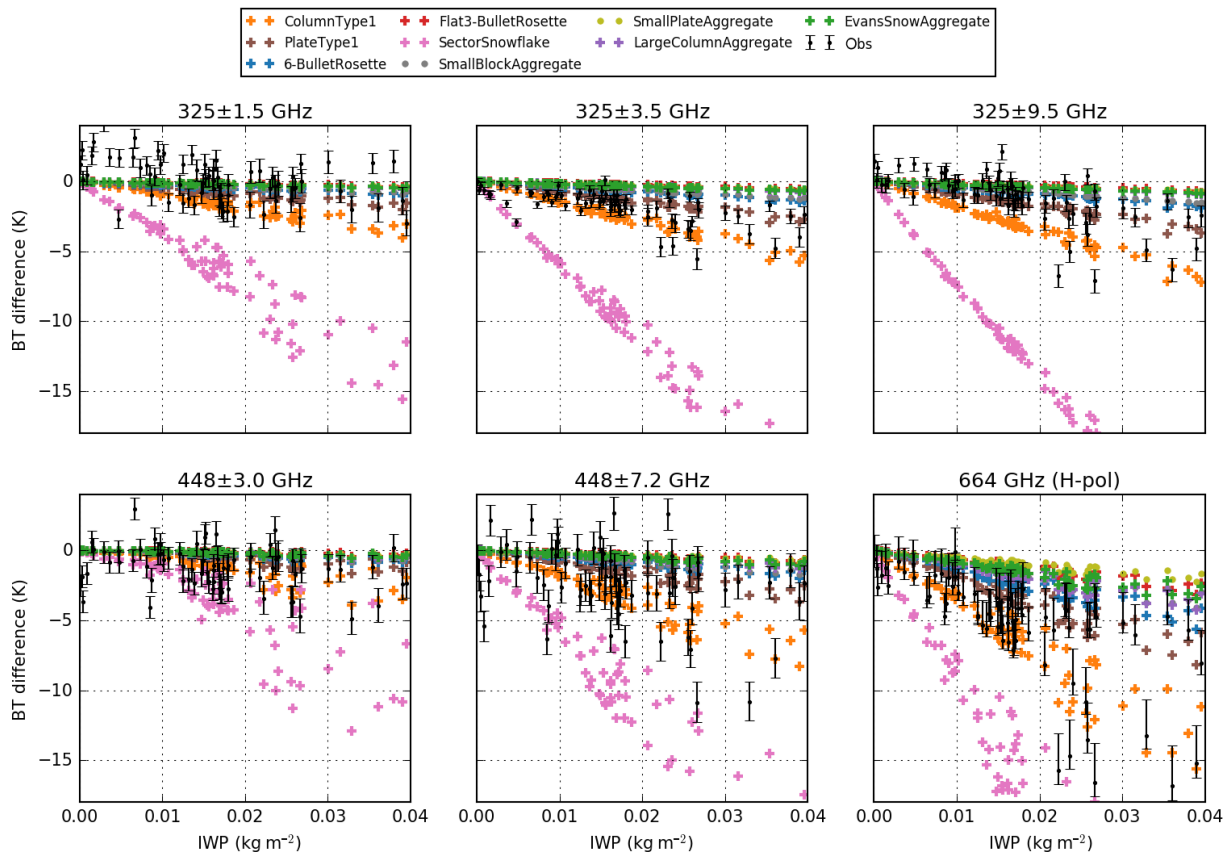 ColumnType1 Flat3-BulletRosette SmallPlateAggregate EvansSnowAggregate
PlateType1 SectorSnowflake LargeColumnAggregate Obs
6-BulletRosette SmallBlockAggregate
325±1.5 GHz 325±3.5 GHz 325±9.5 GHz
0
−5
−10
−15
BT difference (K)
448±3.0 GHz 448±7.2 GHz 664 GHz (H-pol)
0
−5
−10
−15
BT difference (K)
0.00 0.01 0.02 0.03 0.04 0.00 0.01 0.02 0.03 0.04 0.00 0.01 0.02 0.03 0.04
IWP (kg m⁻²) IWP (kg m⁻²) IWP (kg m⁻²)